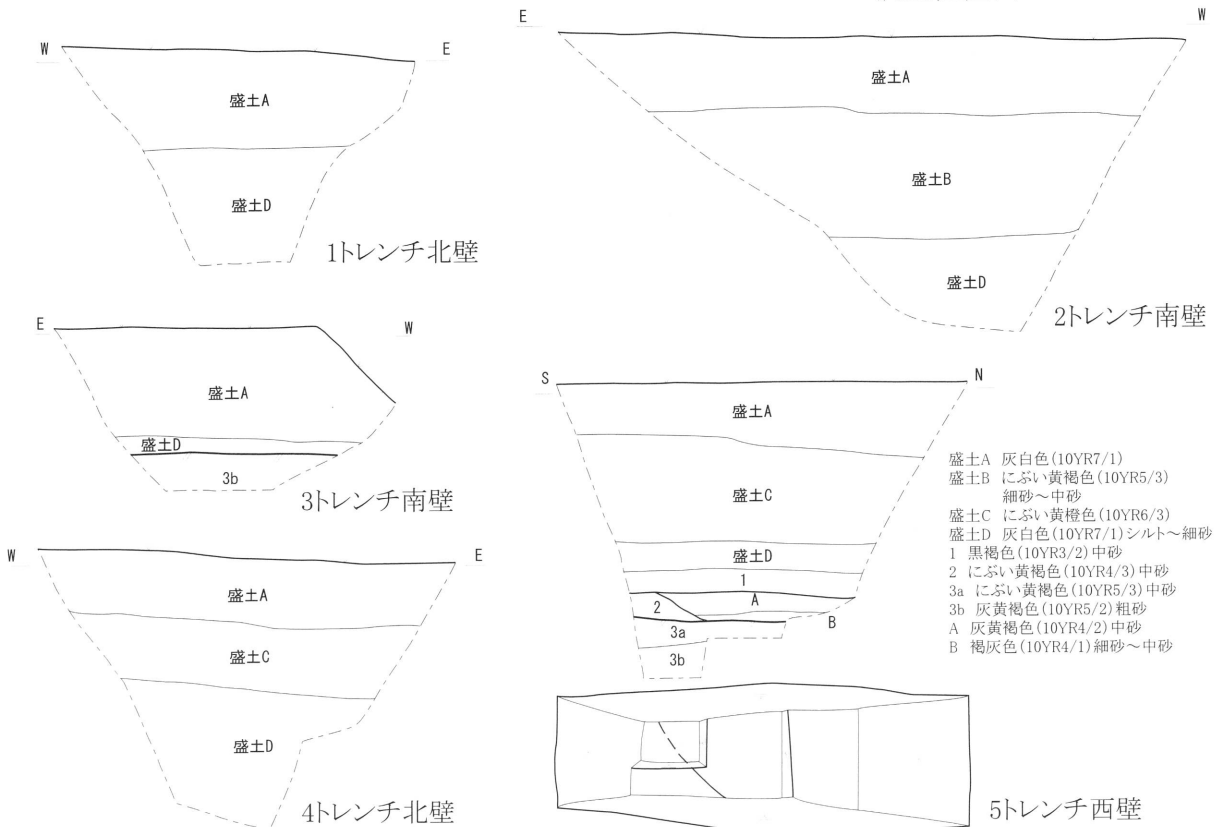 W
E
盛土A
盛土D
1トレンチ北壁
E
W
盛土A
盛土B
盛土D
2トレンチ南壁
E
W
盛土A
盛土D
3b
3トレンチ南壁
W
E
盛土A
盛土C
盛土D
4トレンチ北壁
S
N
盛土A
盛土C
盛土D
1
2
A
B
3a
3b
5トレンチ西壁
盛土A 灰白色(10YR7/1)
盛土B にぶい黄褐色(10YR5/3)
細砂～中砂
盛土C にぶい黄橙色(10YR6/3)
盛土D 灰白色(10YR7/1)シルト～細砂
1 黒褐色(10YR3/2)中砂
2 にぶい黄褐色(10YR4/3)中砂
3a にぶい黄褐色(10YR5/3)中砂
3b 灰黄褐色(10YR5/2)粗砂
A 灰黄褐色(10YR4/2)中砂
B 褐灰色(10YR4/1)細砂～中砂